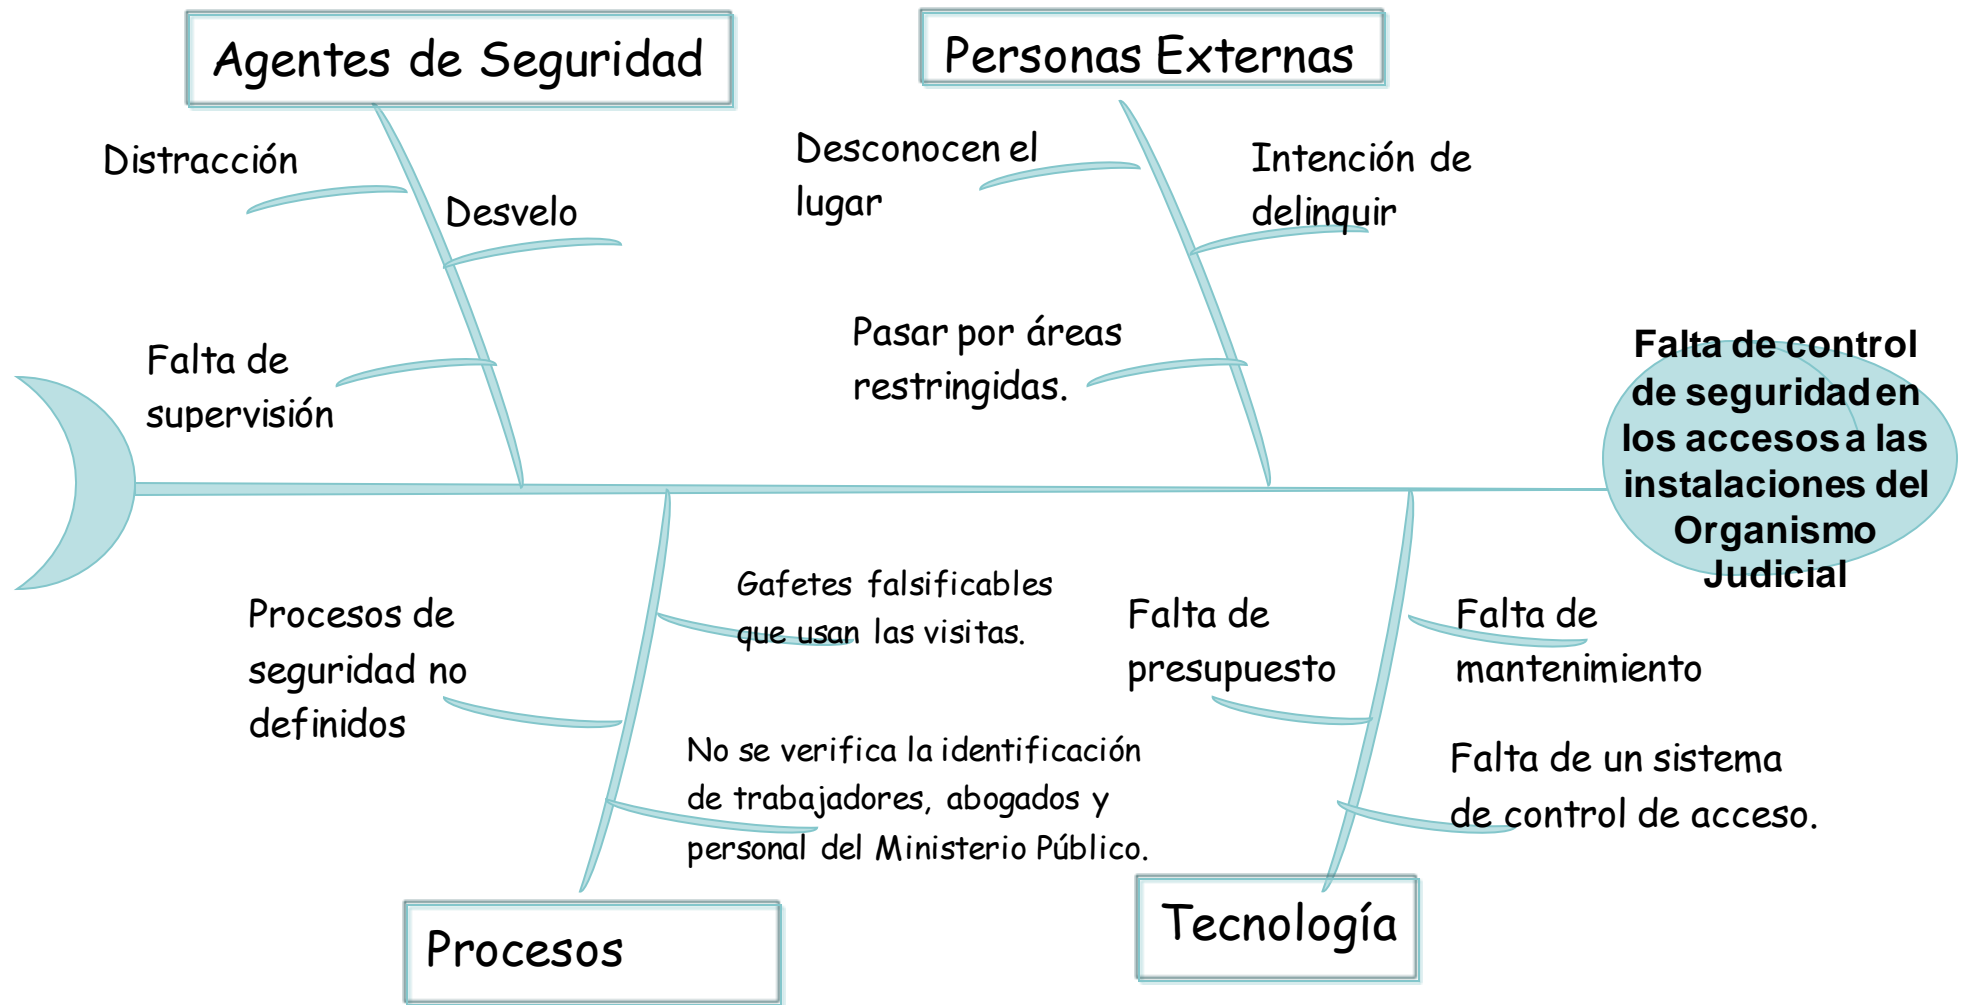 Agentes de Seguridad
Personas Externas
Distracción
Desvelo
Falta de
supervisión
Desconocen el
lugar
Intención de
delinquir
Pasar por áreas
restringidas.
Falta de control
de seguridad en
los accesos a las
instalaciones del
Organismo
Judicial
Procesos de
seguridad no
definidos
Gafetes falsificables
que usan las visitas.
No se verifica la identificación
de trabajadores, abogados y
personal del Ministerio Público.
Falta de
presupuesto
Falta de
mantenimiento
Falta de un sistema
de control de acceso.
Procesos
Tecnología